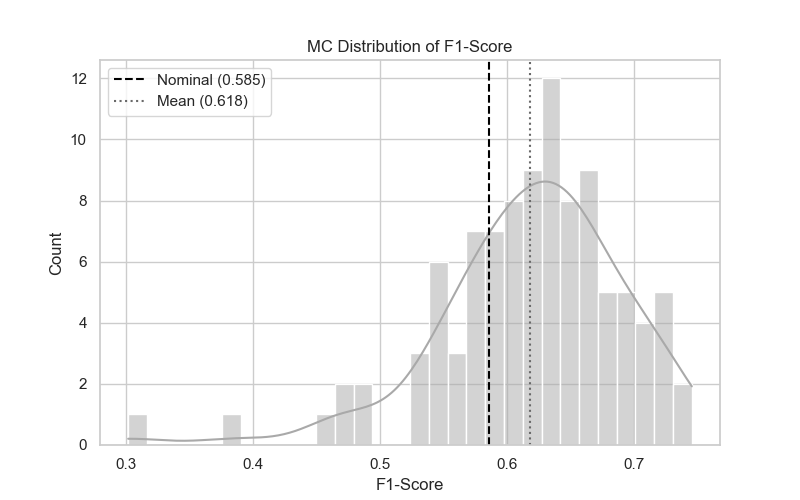 MC Distribution of F1-Score
Nominal (0.585)
Mean (0.618)
12
10
8
6
4
2
0
Count
0.3
0.4
0.5
0.6
0.7
F1-Score